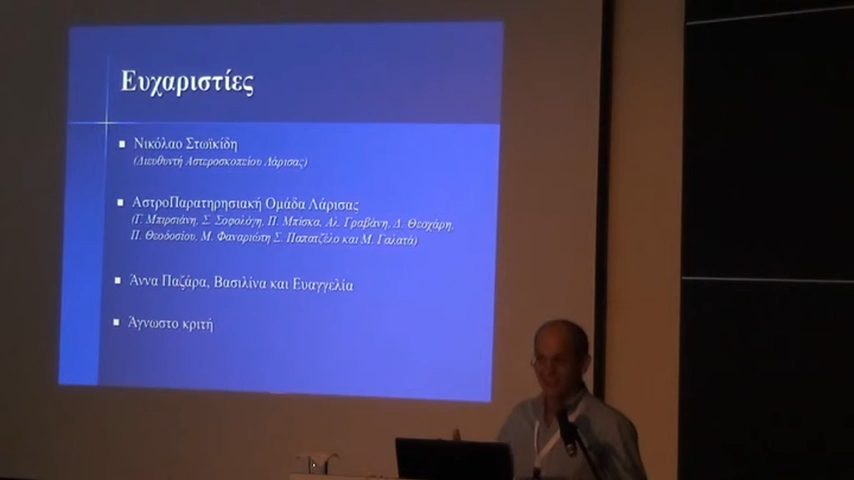 Ευχαριστίες
Νικόλαο Στωϊκίδη
(Διευθυντή Αστεροσκοπείου Λάρισας)
ΑστροΠαρατηρησιακή Ομάδα Λάρισας
(Γ. Μπιρσιάνη, Σ. Σοφολόγη, Π. Μπίσκα, Αλ. Γραβάνη, Δ. Θεοχάρη,
Π. Θεοδοσίου, Μ. Φαναριώτη Σ. Παπατζέλο και Μ. Γαλατά)
Άννα Παζάρα, Βασιλίνα και Ευαγγελία
Άγνωστο κριτή